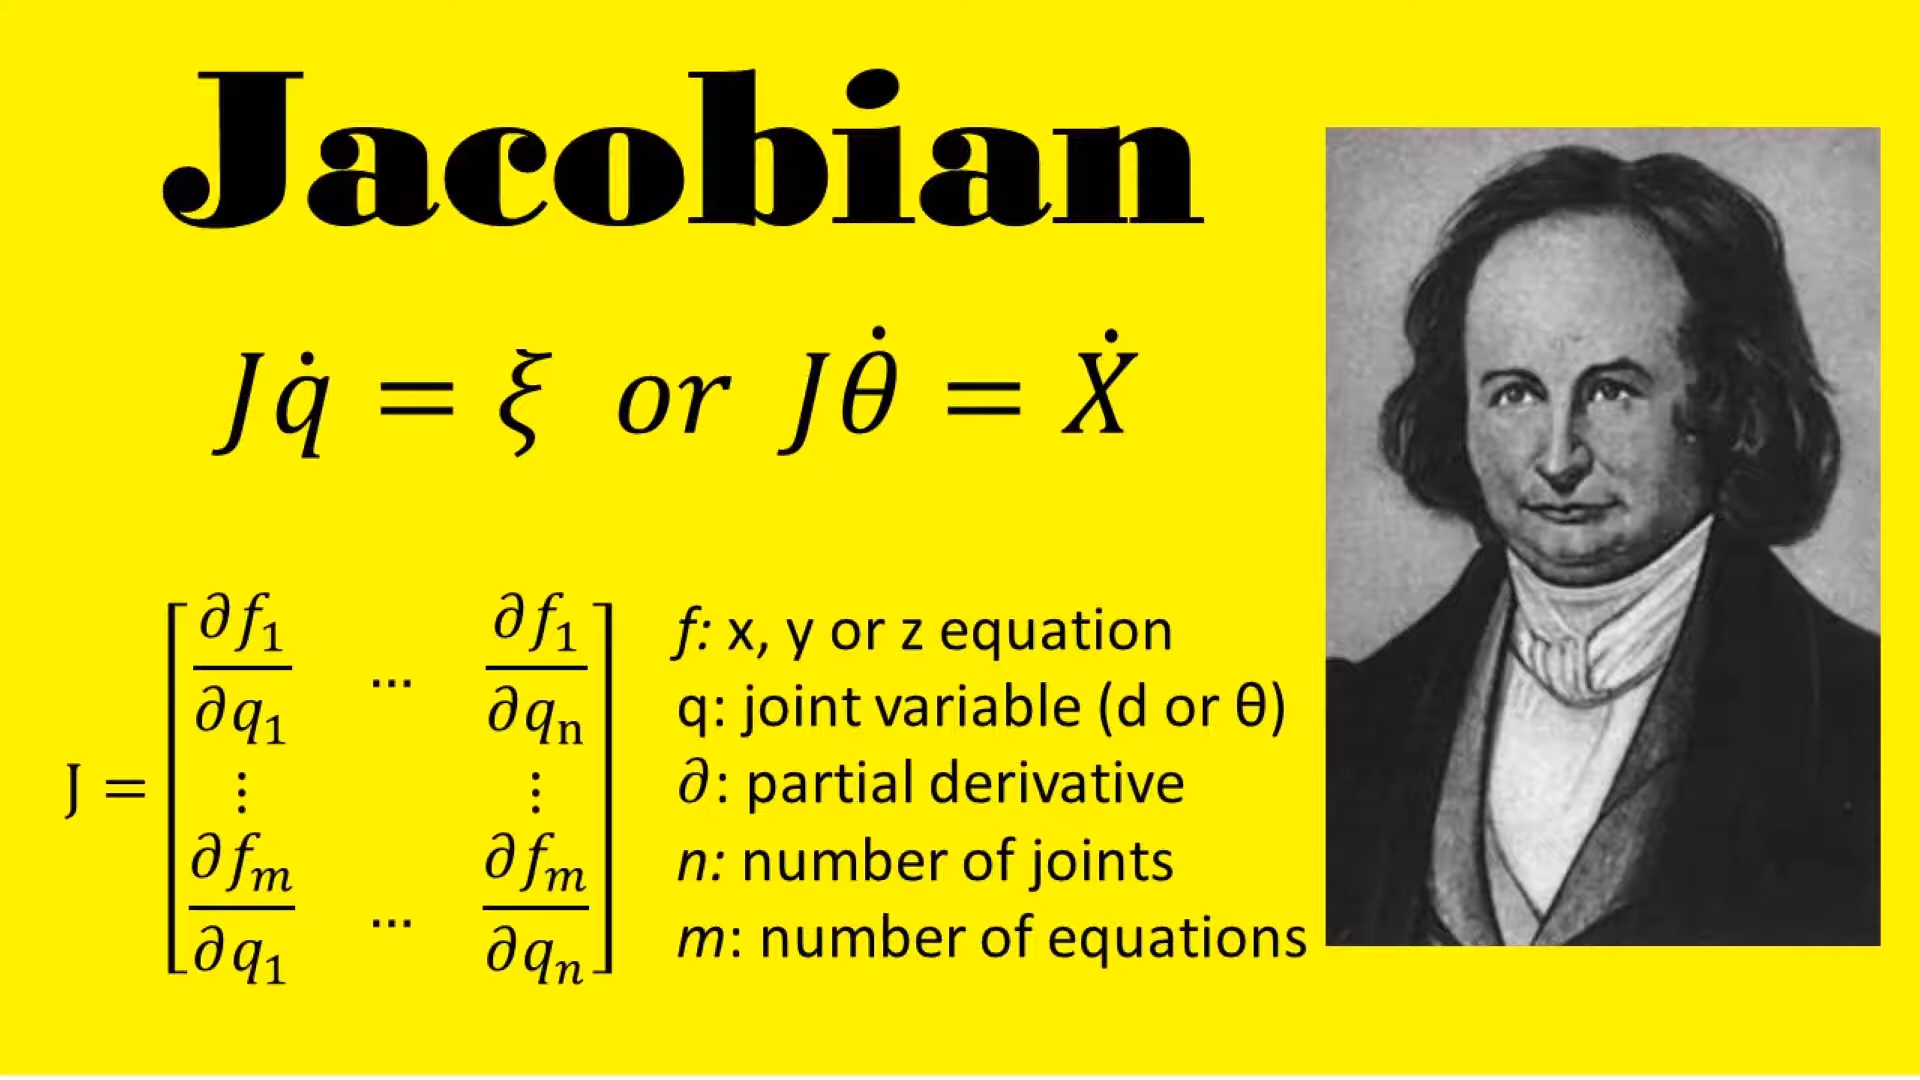 Jacobian
Jq̇ = ξ or Jθ̇ = Ẋ
J = [∂f₁/∂q₁ ... ∂f₁/∂qₙ ⋮ ⋮ ∂fₘ/∂q₁ ... ∂fₘ/∂qₙ]
f: x, y or z equation
q: joint variable (d or θ)
∂: partial derivative
n: number of joints
m: number of equations